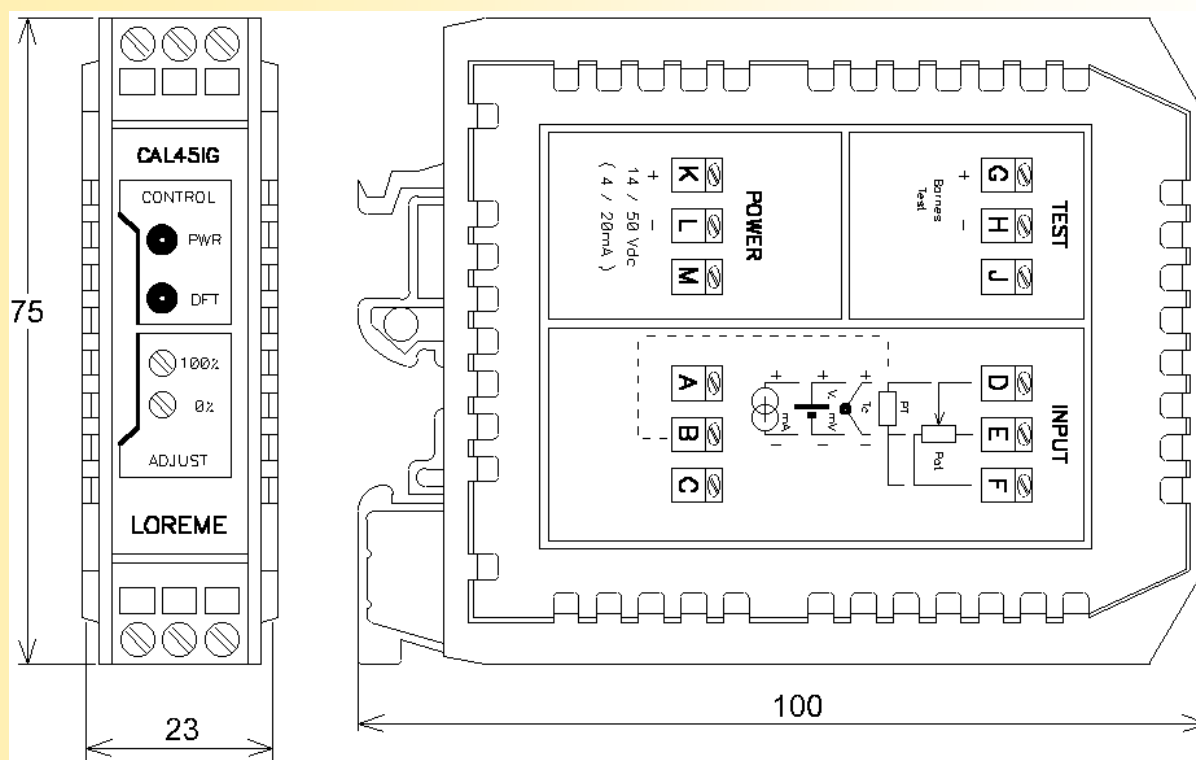 CAL45IG
CONTROL
PWR
DFT
100%
0%
ADJUST
LOREME
75
23
100
POWER
K
L
M
+
-
14 / 50 Vdc
( 4 / 20mA )
TEST
G
H
J
+
-
Bornes
Test
INPUT
A
B
C
D
E
F
+
+
+
V
mV
mA
Tc
PT
Pot
-
-
-